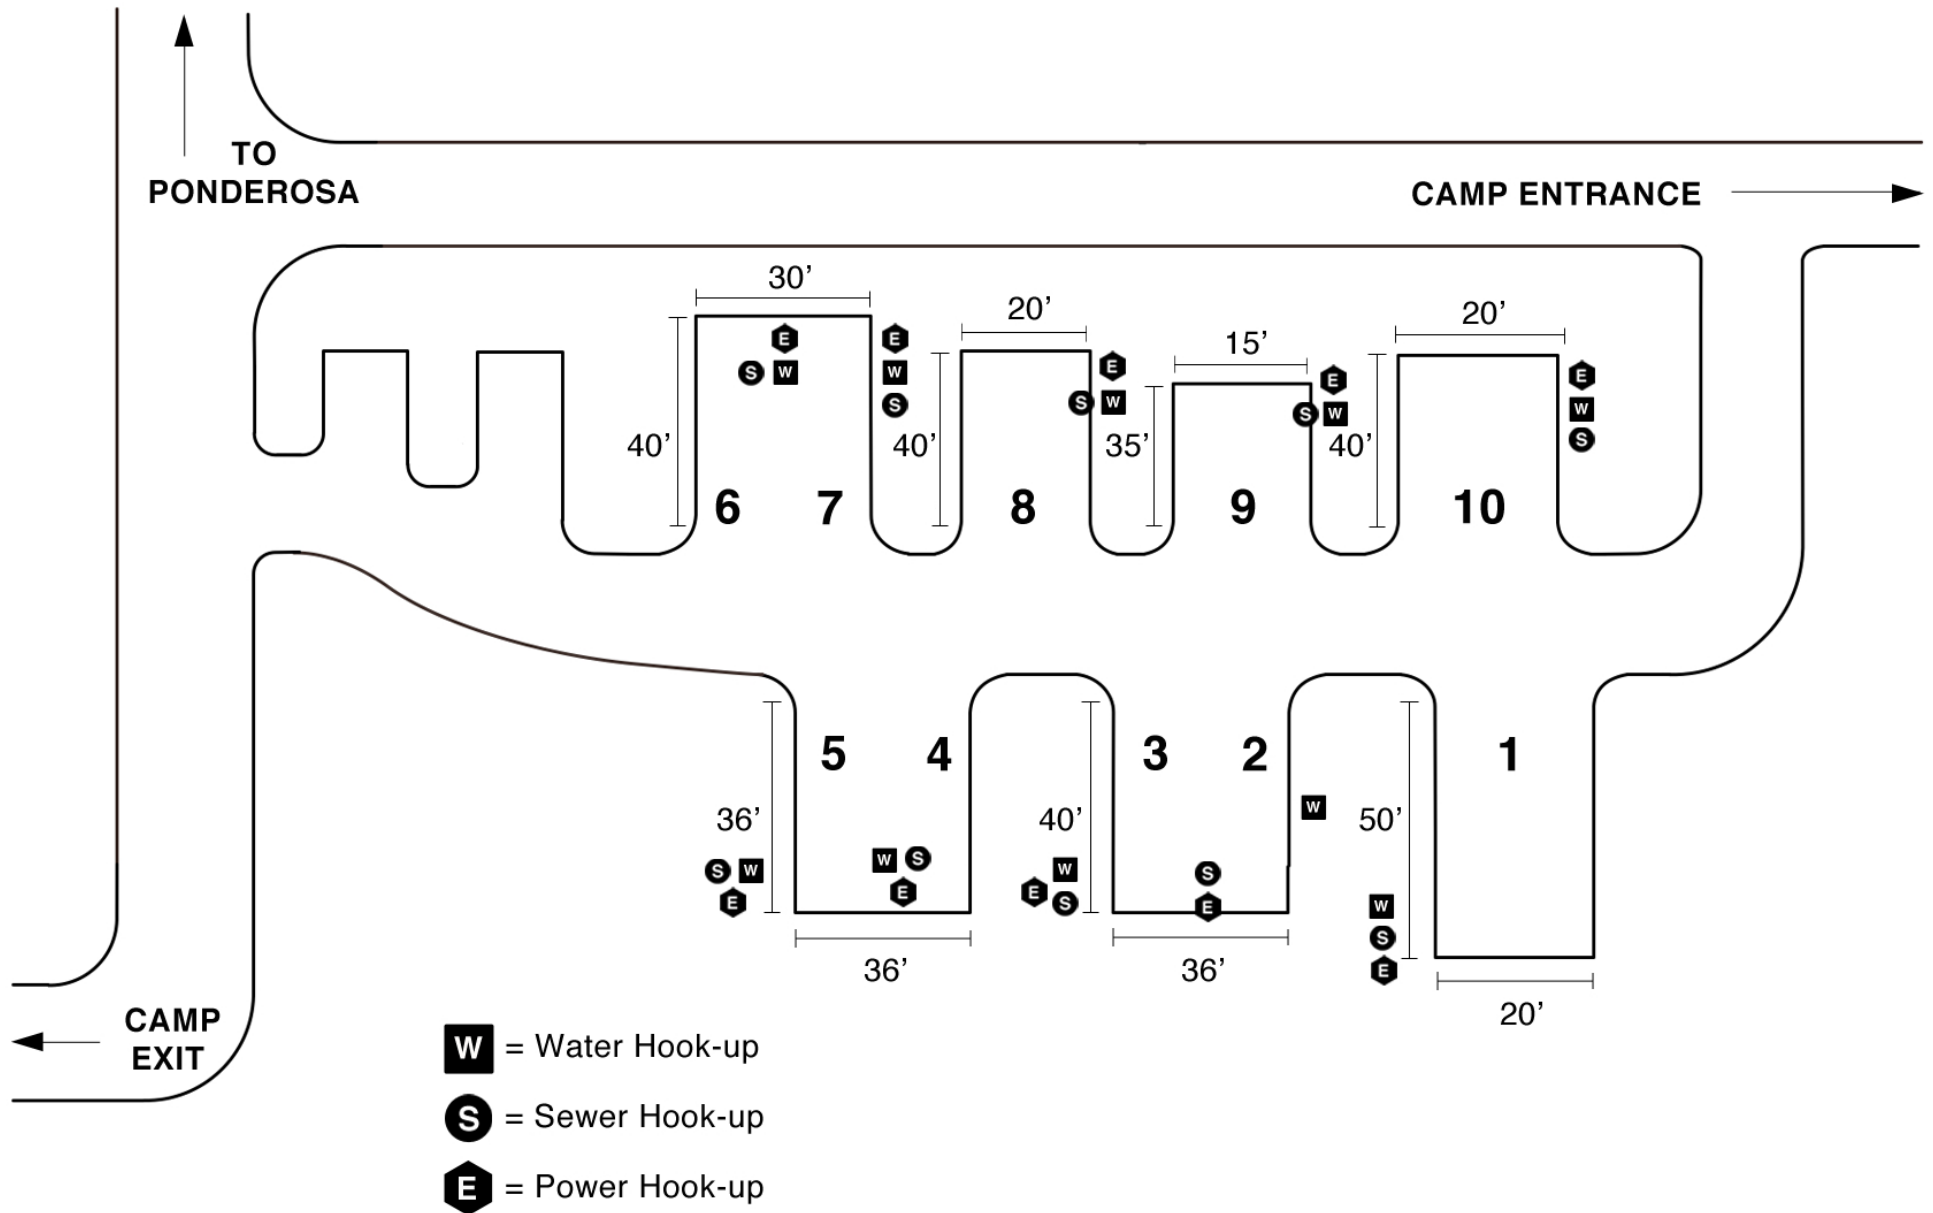 TO
PONDEROSA
CAMP ENTRANCE
30’
20’
20’
15’
E
E
E
E
E
S W
W
S W
S W
W
S
S
40’
40’
35’
40’
6
7
8
9
10
5
4
3
2
1
W
36’
40’
50’
S W
W S
W
S
E
E
E S
E
W
S
E
36’
36’
20’
CAMP
EXIT
W = Water Hook-up
S = Sewer Hook-up
E = Power Hook-up